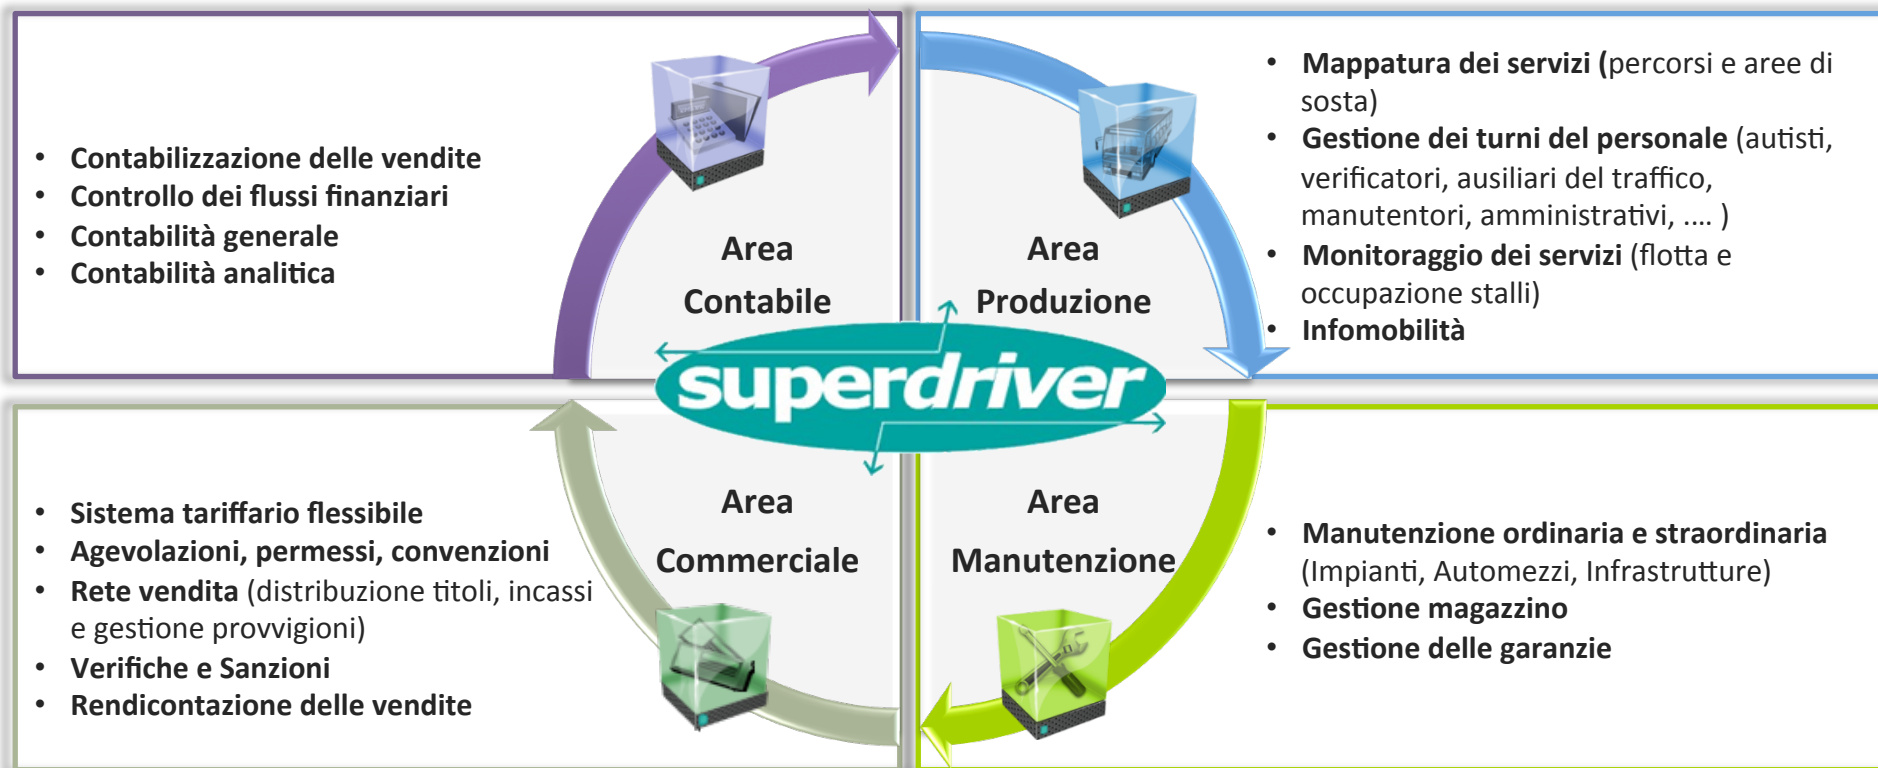 • Contabilizzazione delle vendite
• Controllo dei flussi finanziari
• Contabilità generale
• Contabilità analitica
Area
Contabile
Area
Produzione
• Mappatura dei servizi (percorsi e aree di
sosta)
• Gestione dei turni del personale (autisti,
verificatori, ausiliari del traffico,
manutentori, amministrativi, .... )
• Monitoraggio dei servizi (flotta e
occupazione stalli)
• Infomobilità
superdriver
• Sistema tariffario flessibile
• Agevolazioni, permessi, convenzioni
• Rete vendita (distribuzione titoli, incassi
e gestione provvigioni)
• Verifiche e Sanzioni
• Rendicontazione delle vendite
Area
Commerciale
Area
Manutenzione
• Manutenzione ordinaria e straordinaria
(Impianti, Automezzi, Infrastrutture)
• Gestione magazzino
• Gestione delle garanzie